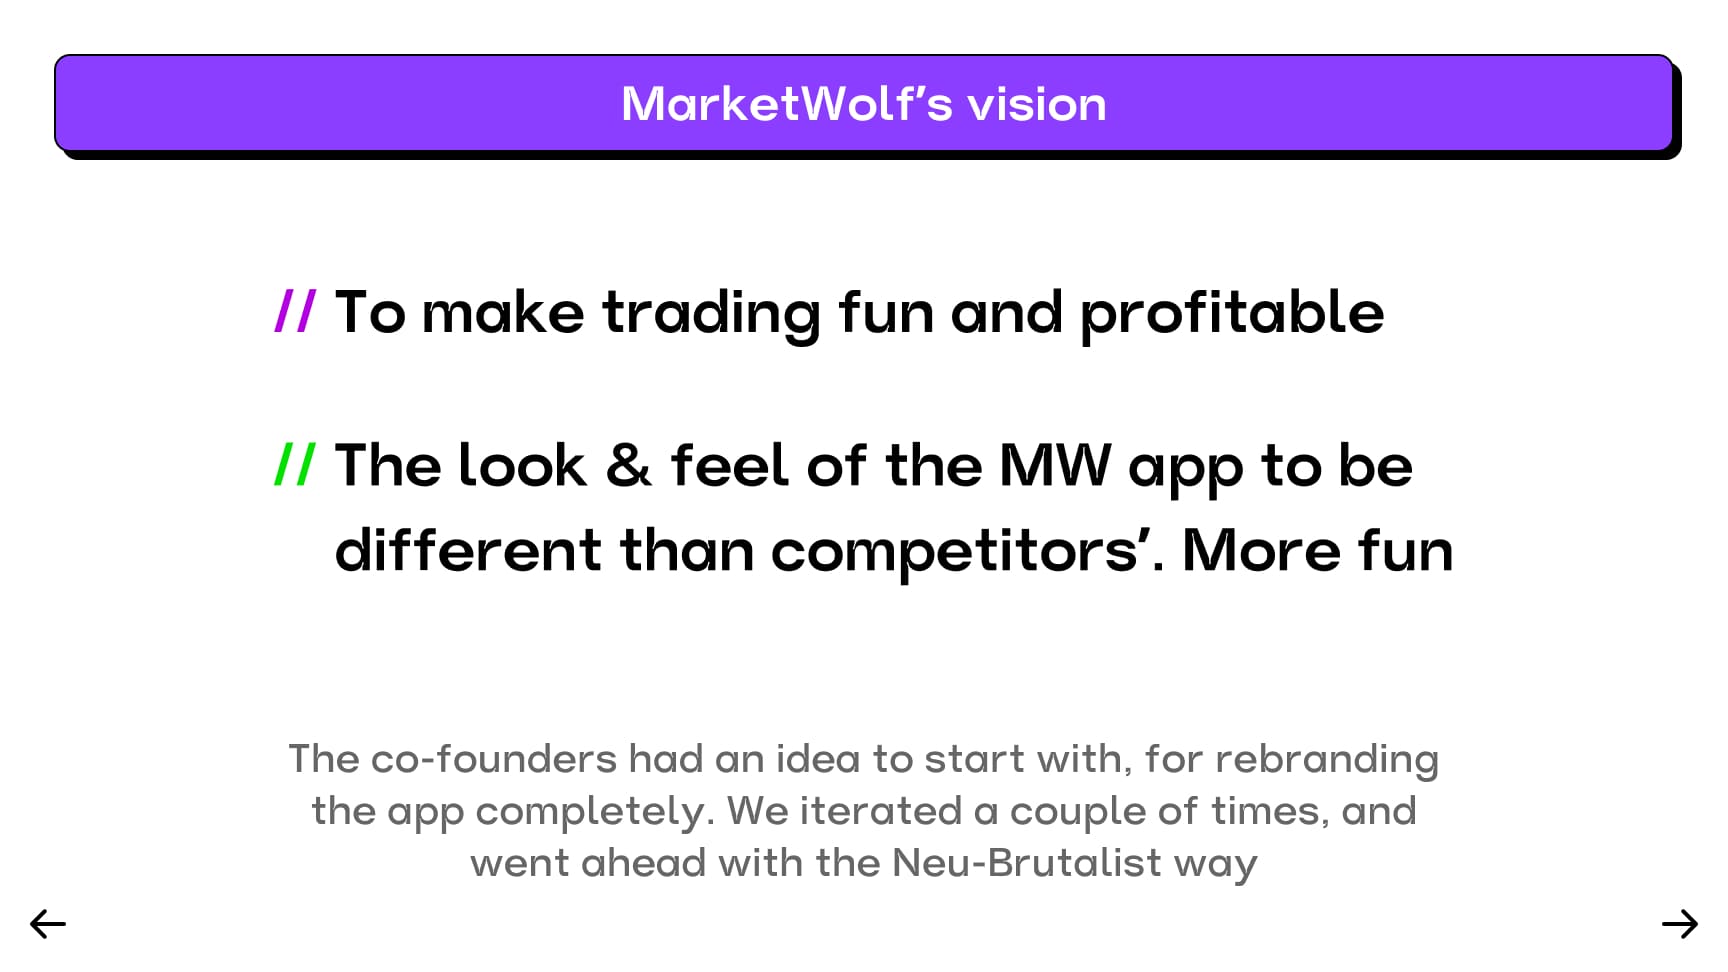 MarketWolf’s vision
// To make trading fun and profitable
// The look & feel of the MW app to be
different than competitors’. More fun
The co-founders had an idea to start with, for rebranding
the app completely. We iterated a couple of times, and
went ahead with the Neu-Brutalist way